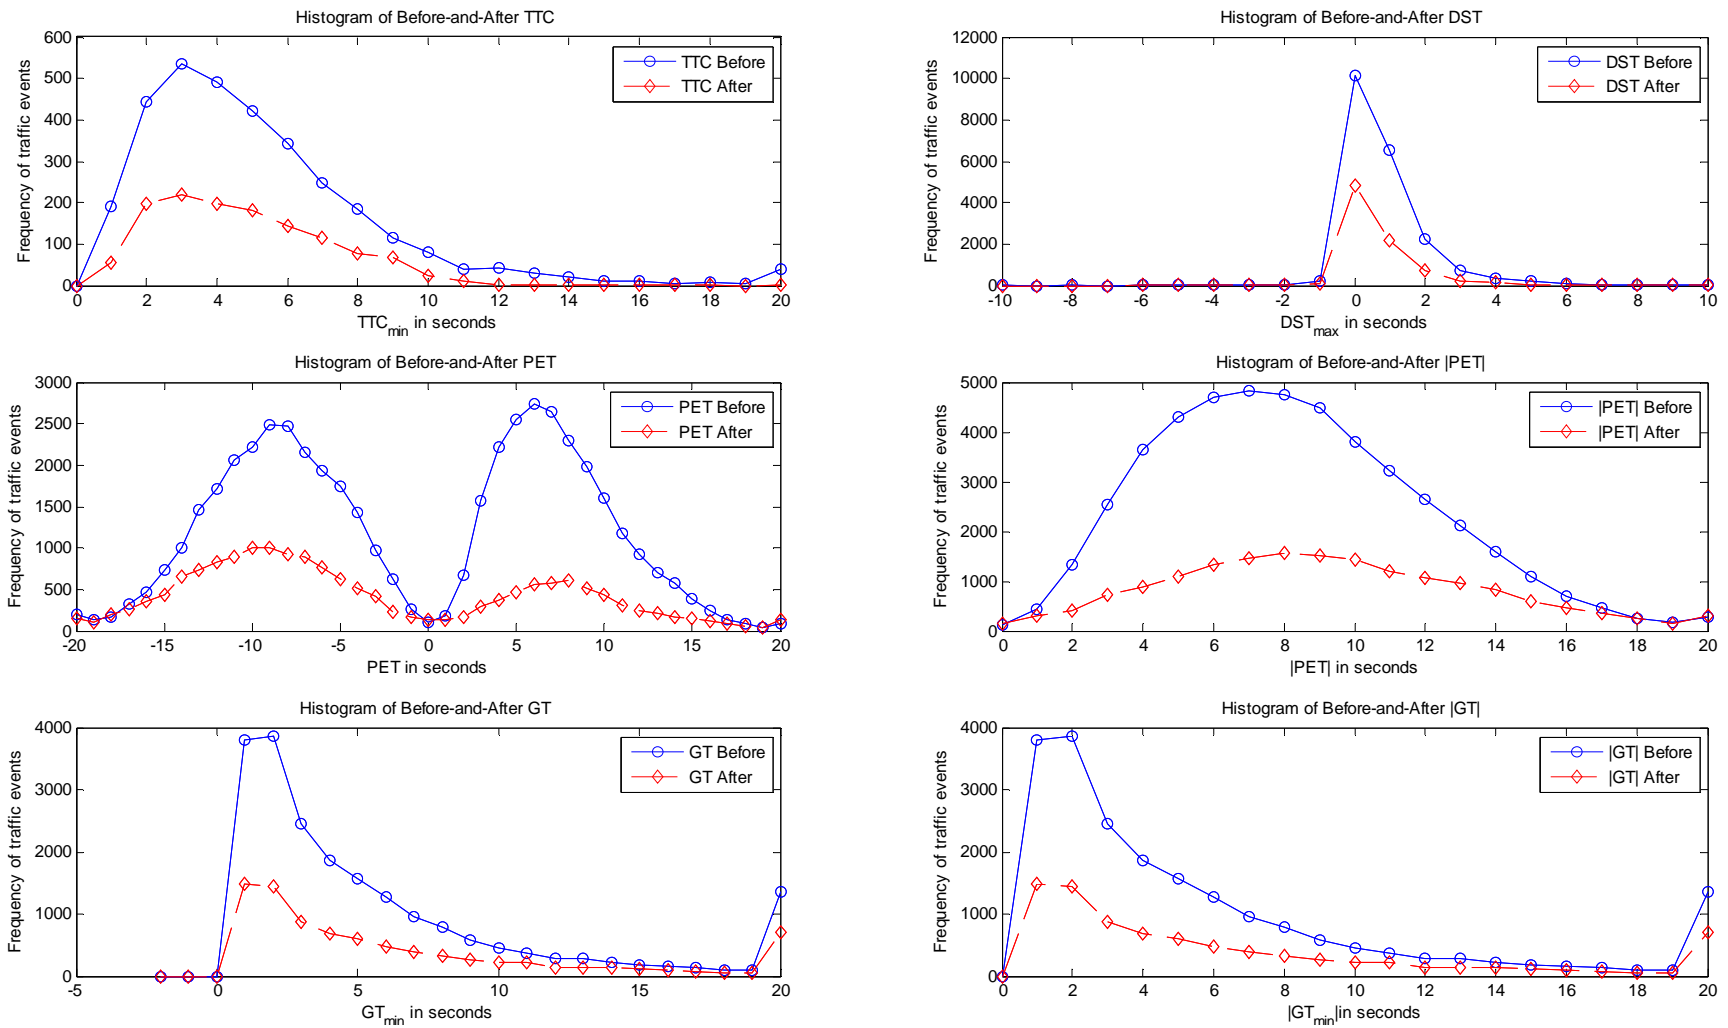 Histogram of Before-and-After TTC
600
500
400
300
200
100
0
0 2 4 6 8 10 12 14 16 18 20
Frequency of traffic events
TTCmin in seconds
TTC Before
TTC After
Histogram of Before-and-After DST
12000
10000
8000
6000
4000
2000
0
-10 -8 -6 -4 -2 0 2 4 6 8 10
Frequency of traffic events
DSTmax in seconds
DST Before
DST After
Histogram of Before-and-After PET
3000
2500
2000
1500
1000
500
0
-20 -15 -10 -5 0 5 10 15 20
Frequency of traffic events
PET in seconds
PET Before
PET After
Histogram of Before-and-After |PET|
5000
4000
3000
2000
1000
0
0 2 4 6 8 10 12 14 16 18 20
Frequency of traffic events
|PET| in seconds
|PET| Before
|PET| After
Histogram of Before-and-After GT
4000
3000
2000
1000
0
-5 0 5 10 15 20
Frequency of traffic events
GTmin in seconds
GT Before
GT After
Histogram of Before-and-After |GT|
4000
3000
2000
1000
0
0 2 4 6 8 10 12 14 16 18 20
Frequency of traffic events
|GTmin|in seconds
|GT| Before
|GT| After